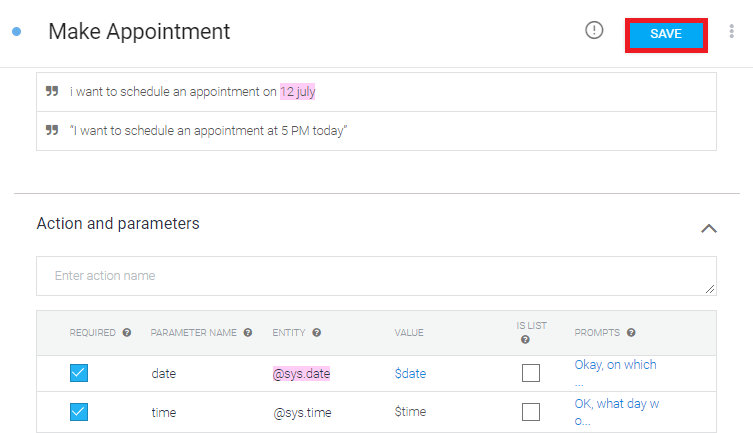 Make Appointment
SAVE
i want to schedule an appointment on 12 july
“I want to schedule an appointment at 5 PM today”
Action and parameters
Enter action name
REQUIRED PARAMETER NAME ENTITY VALUE IS LIST PROMPTS
date @sys.date $date Okay, on which ...
time @sys.time $time OK, what day w o...